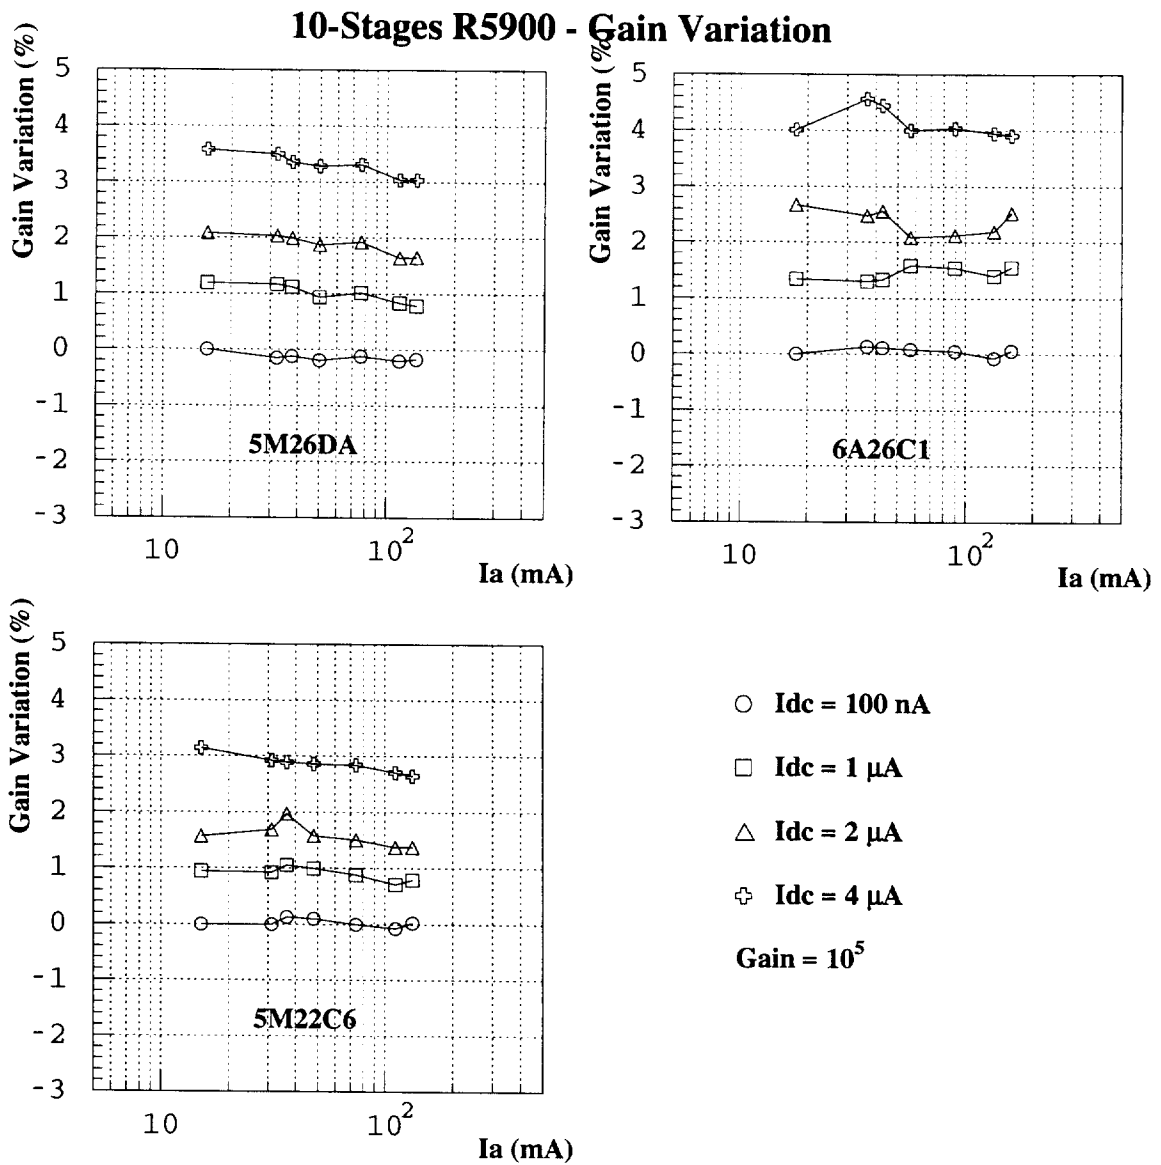 10-Stages R5900 - Gain Variation
Gain Variation (%)
5
4
3
2
1
0
-1
-2
-3
5M26DA
10
10²
Ia (mA)
Gain Variation (%)
5
4
3
2
1
0
-1
-2
-3
6A26C1
10
10²
Ia (mA)
Gain Variation (%)
5
4
3
2
1
0
-1
-2
-3
5M22C6
10
10²
Ia (mA)
Idc = 100 nA
Idc = 1 μA
Idc = 2 μA
Idc = 4 μA
Gain = 10⁵